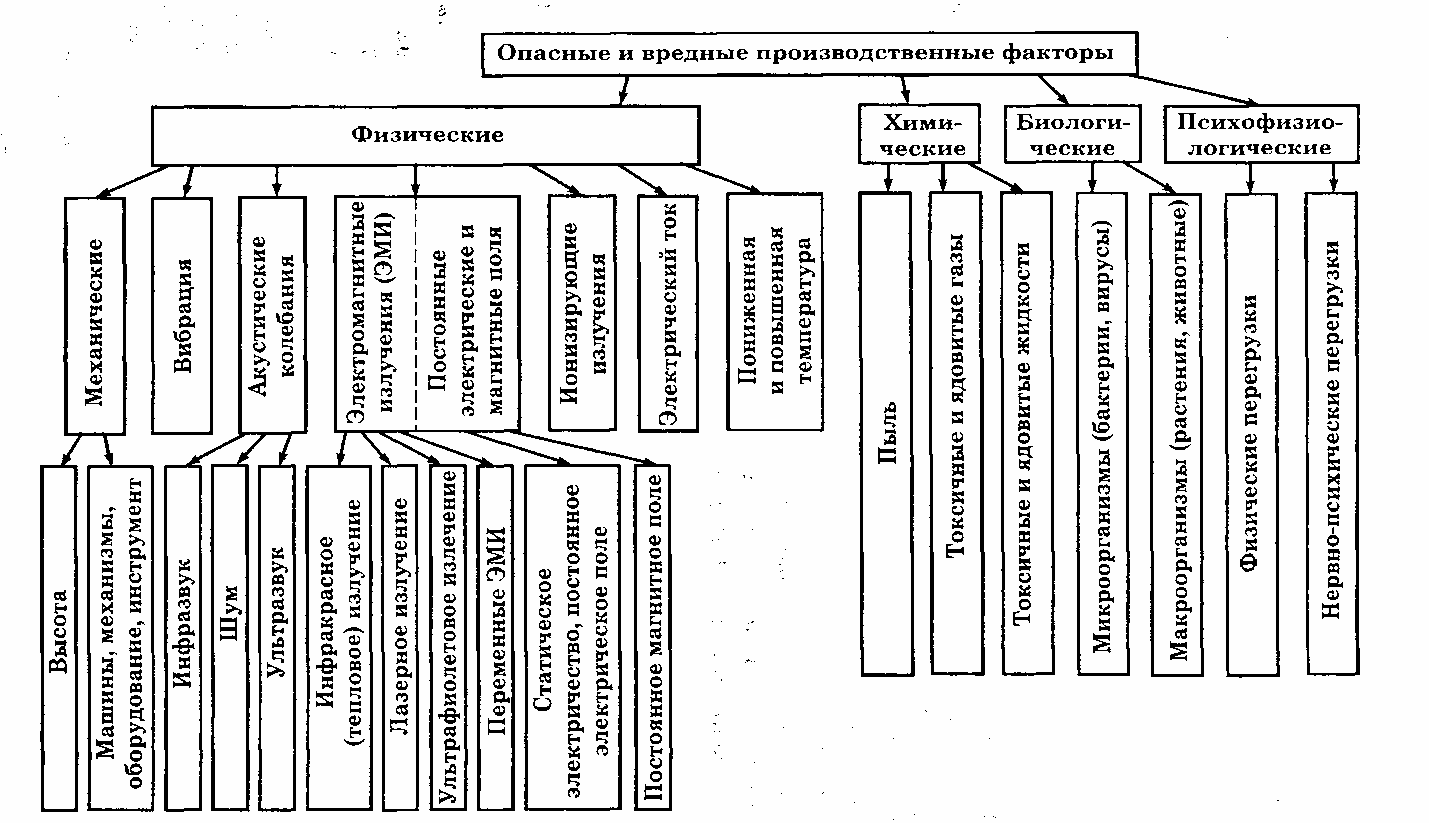 Опасные и вредные производственные факторы
Физические
Хими-
ческие
Биологи-
ческие
Психофизио-
логические
Механические
Вибрация
Акустические
колебания
Электромагнитные
излучения (ЭМИ)
Постоянные
электрические и
магнитные поля
Ионизирующие
излучения
Электрический ток
Пониженная
и повышенная
температура
Пыль
Токсичные и ядовитые газы
Токсичные и ядовитые жидкости
Микроорганизмы (бактерии, вирусы)
Макроорганизмы (растения, животные)
Физические перегрузки
Нервно-психические перегрузки
Высота
Машины, механизмы,
оборудование, инструмент
Инфразвук
Шум
Ультразвук
Инфракрасное
(тепловое) излучение
Лазерное излучение
Ультрафиолетовое излечение
Переменные ЭМИ
Статическое
электричество, постоянное
электрическое поле
Постоянное магнитное поле